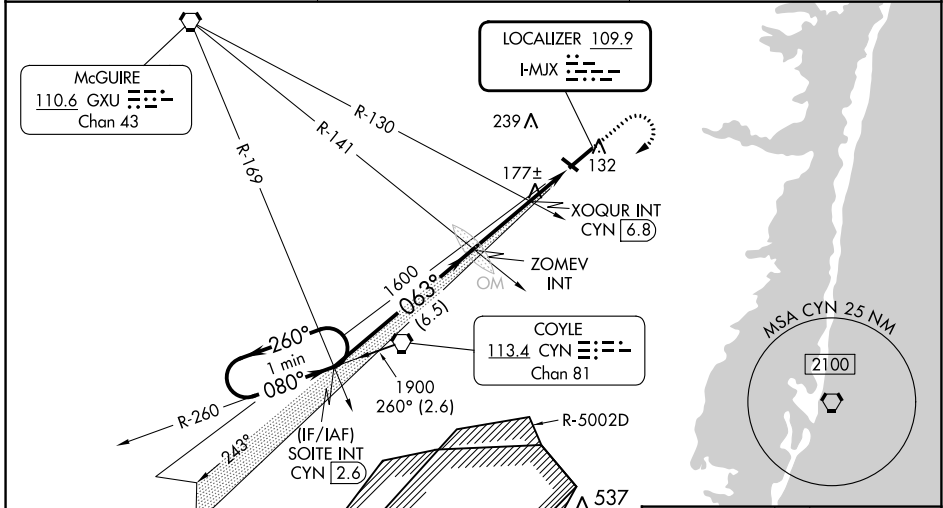 McGUIRE
110.6 GXU
Chan 43
LOCALIZER 109.9
I-MJX
239
132
177±
R-130
R-141
R-169
XOQUR INT
CYN 6.8
ZOMEV
INT
OM
1600
063°
(6.5)
COYLE
113.4 CYN
Chan 81
260°
1 min
080°
1900
260° (2.6)
R-260
243°
(IF/IAF)
SOITE INT
CYN 2.6
R-5002D
537
MSA CYN 25 NM
2100